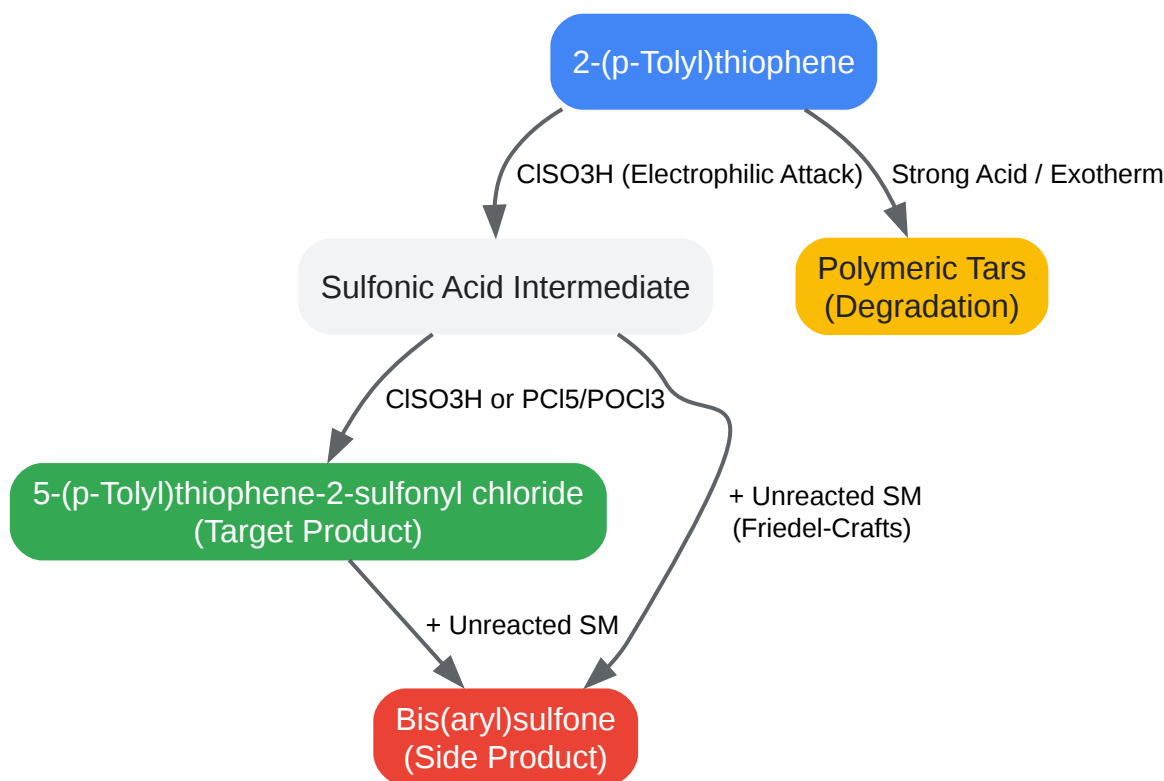 2-(p-Tolyl)thiophene
ClSO3H (Electrophilic Attack)
Strong Acid / Exotherm
Sulfonic Acid Intermediate
Polymeric Tars
(Degradation)
ClSO3H or PCl5/POCl3
5-(p-Tolyl)thiophene-2-sulfonyl chloride
(Target Product)
+ Unreacted SM
(Friedel-Crafts)
+ Unreacted SM
Bis(aryl)sulfone
(Side Product)